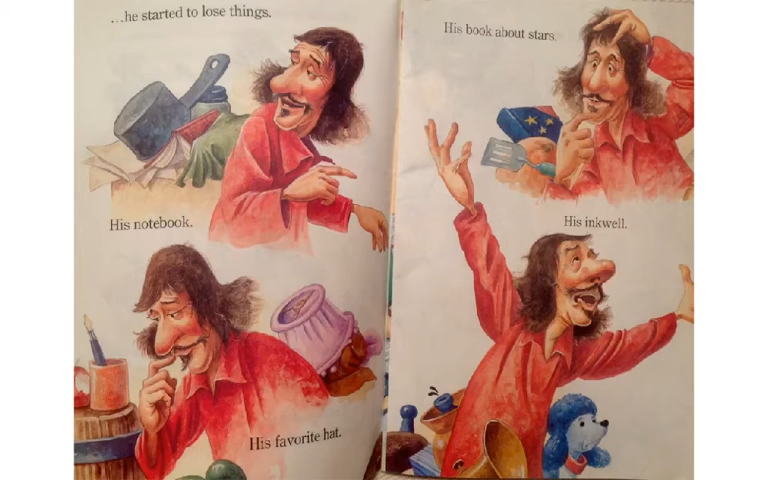 ...he started to lose things.
His notebook.
His favorite hat.
His book about stars.
His inkwell.